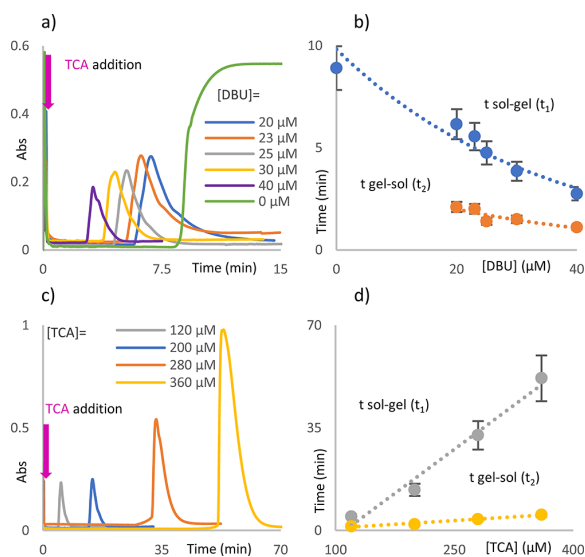 a)
0.6
0.4
0.2
0
Abs
TCA addition
[DBU]=
20 µM
23 µM
25 µM
30 µM
40 µM
0 µM
0
7.5
15
Time (min)
b)
10
5
0
Time (min)
t sol-gel (t1)
t gel-sol (t2)
0
20
40
[DBU] (µM)
c)
1
0.5
0
Abs
[TCA]=
120 µM
200 µM
280 µM
360 µM
TCA addition
0
35
70
Time (min)
d)
70
35
0
Time (min)
t sol-gel (t1)
t gel-sol (t2)
100
250
400
[TCA] (µM)